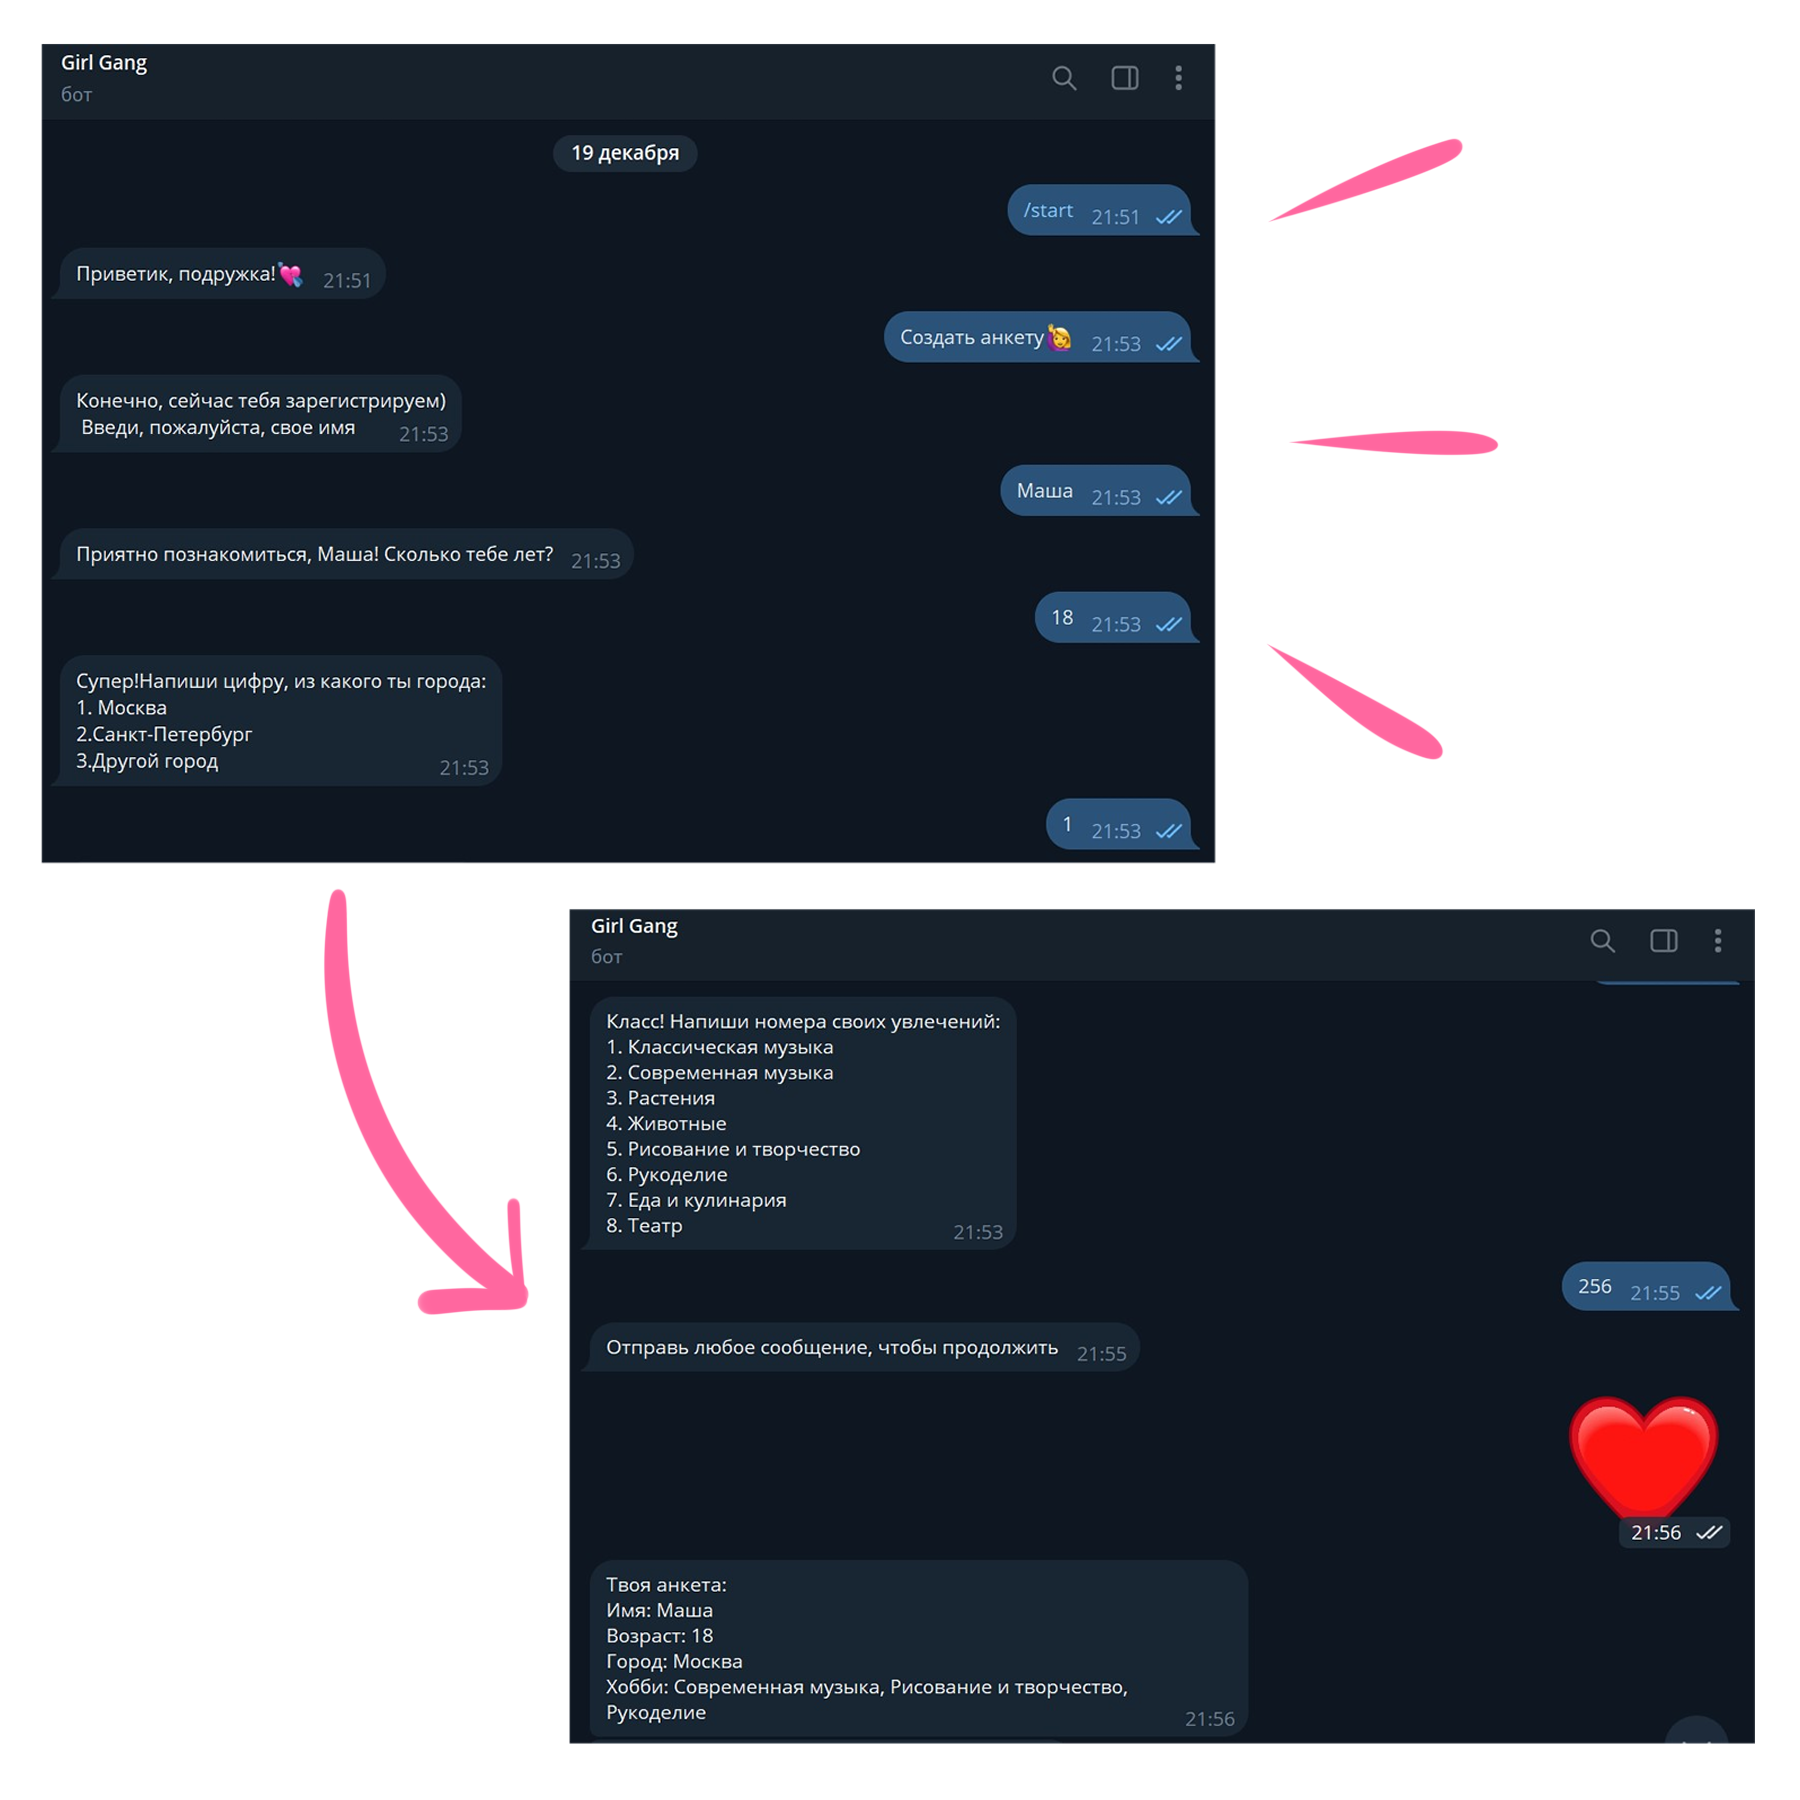 Girl Gang
бот
19 декабря
/start 21:51
Приветик, подружка!💘 21:51
Создать анкету🙋‍♀️ 21:53
Конечно, сейчас тебя зарегистрируем)
Введи, пожалуйста, свое имя 21:53
Маша 21:53
Приятно познакомиться, Маша! Сколько тебе лет? 21:53
18 21:53
Супер!Напиши цифру, из какого ты города:
1. Москва
2.Санкт-Петербург
3.Другой город 21:53
1 21:53
Girl Gang
бот
Класс! Напиши номера своих увлечений:
1. Классическая музыка
2. Современная музыка
3. Растения
4. Животные
5. Рисование и творчество
6. Рукоделие
7. Еда и кулинария
8. Театр 21:53
256 21:55
Отправь любое сообщение, чтобы продолжить 21:55
21:56
Твоя анкета:
Имя: Маша
Возраст: 18
Город: Москва
Хобби: Современная музыка, Рисование и творчество,
Рукоделие 21:56